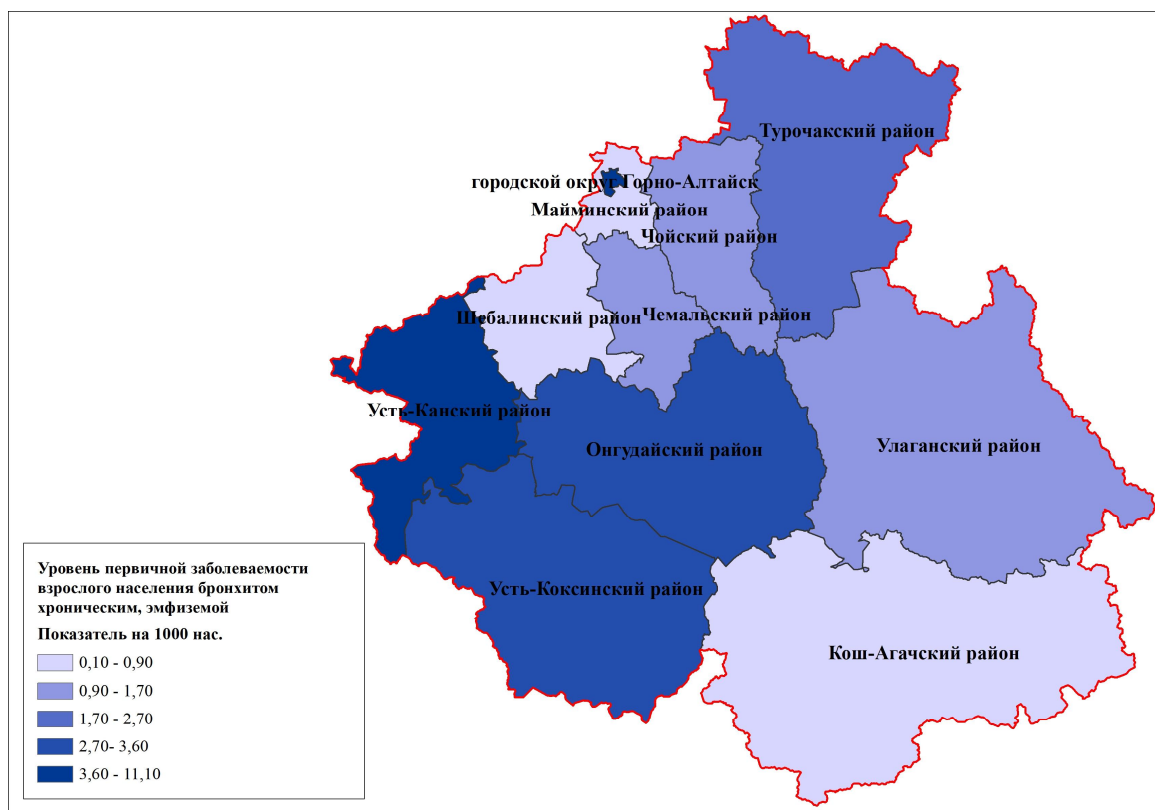 Турочакский район
городской округ Горно-Алтайск
Майминский район
Чойский район
Шебалинский район
Чемальский район
Усть-Канский район
Онгудайский район
Улаганский район
Усть-Коксинский район
Кош-Агачский район
Уровень первичной заболеваемости
взрослого населения бронхитом
хроническим, эмфиземой
Показатель на 1000 нас.
0,10 - 0,90
0,90 - 1,70
1,70 - 2,70
2,70- 3,60
3,60 - 11,10